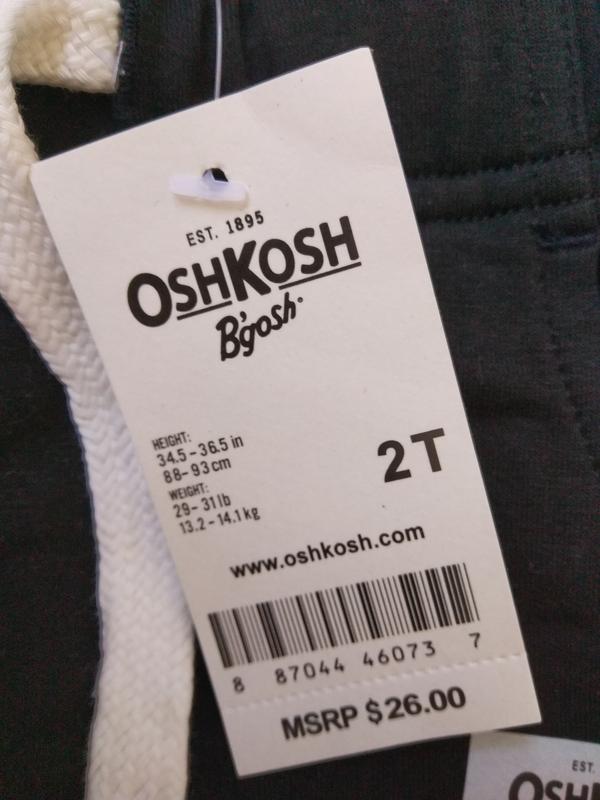 EST. 1895
OSHKOSH
B'gosh
HEIGHT:
34.5-36.5 in
88-93 cm
WEIGHT:
29-31 lb
13.2-14.1 kg
2T
www.oshkosh.com
8 87044 46073 7
MSRP $26.00
EST.
OSH